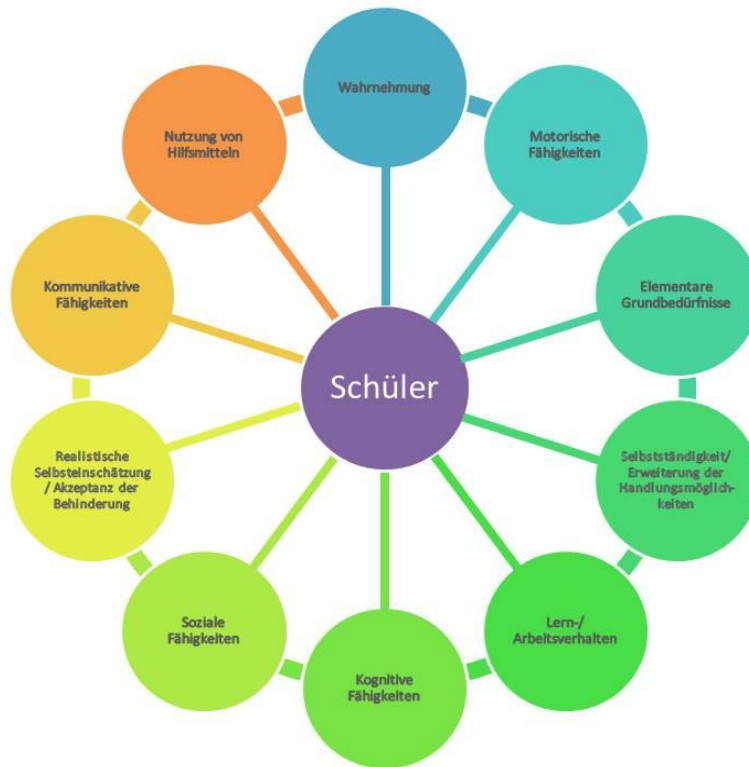 Wahrnehmung
Motorische
Fähigkeiten
Elementare
Grundbedürfnisse
Selbstständigkeit/
Erweiterung der
Handlungsmöglich-
keiten
Lern-/
Arbeitsverhalten
Kognitive
Fähigkeiten
Soziale
Fähigkeiten
Realistische
Selbsteinschätzung
/ Akzeptanz der
Behinderung
Kommunikative
Fähigkeiten
Nutzung von
Hilfsmitteln
Schüler